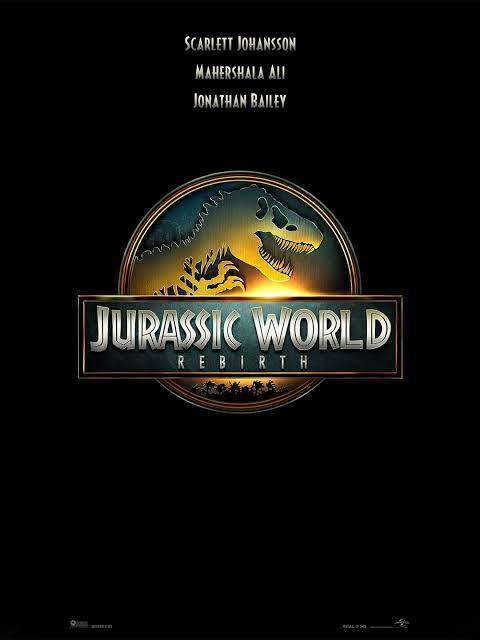 Scarlett Johansson
Mahershala Ali
Jonathan Bailey
JURASSIC WORLD
REBIRTH